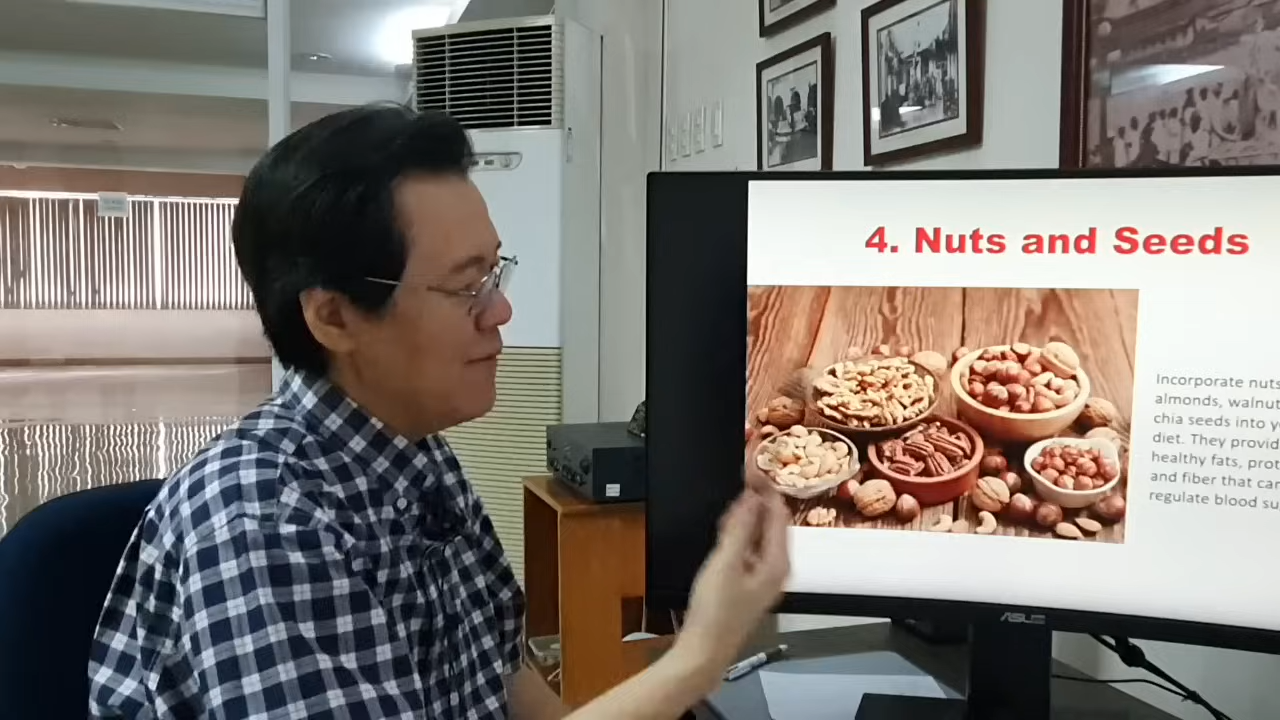 4. Nuts and Seeds
Incorporate nuts
almonds, walnut
chia seeds into y
diet. They provid
healthy fats, prot
and fiber that can
regulate blood su
ASUS